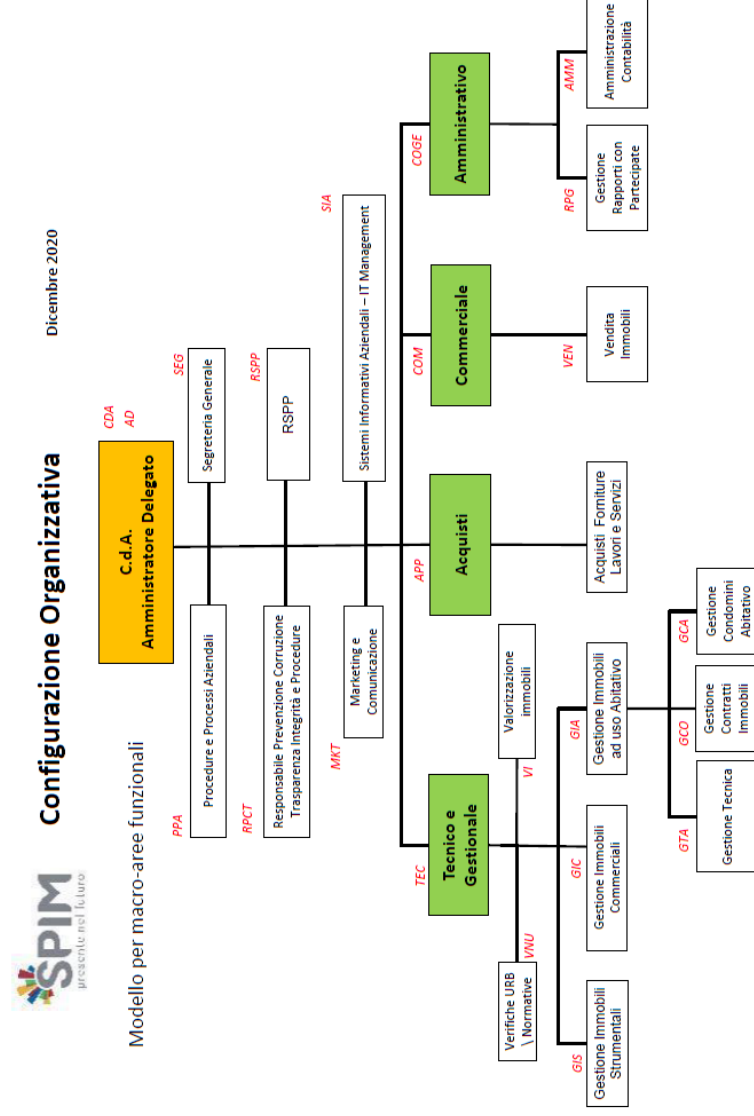 SPIM
presente nel futuro
Configurazione Organizzativa
Dicembre 2020
Modello per macro-aree funzionali
C.d.A.
Amministratore Delegato
CDA
AD
PPA
Procedure e Processi Aziendali
SEG
Segreteria Generale
RPCT
Responsabile Prevenzione Corruzione
Trasparenza Integrità e Procedure
RSPP
RSPP
MKT
Marketing e
Comunicazione
SIA
Sistemi Informativi Aziendali – IT Management
TEC
Tecnico e
Gestionale
APP
Acquisti
COM
Commerciale
COGE
Amministrativo
VNU
Verifiche URB
\ Normative
VI
Valorizzazione
immobili
GIS
Gestione Immobili
Strumentali
GIC
Gestione Immobili
Commerciali
GIA
Gestione Immobili
ad uso Abitativo
Acquisti Forniture
Lavori e Servizi
VEN
Vendita
Immobili
RPG
Gestione
Rapporti con
Partecipate
AMM
Amministrazione
Contabilità
GTA
Gestione Tecnica
GCO
Gestione
Contratti
Immobili
GCA
Gestione
Condomini
Abitativo